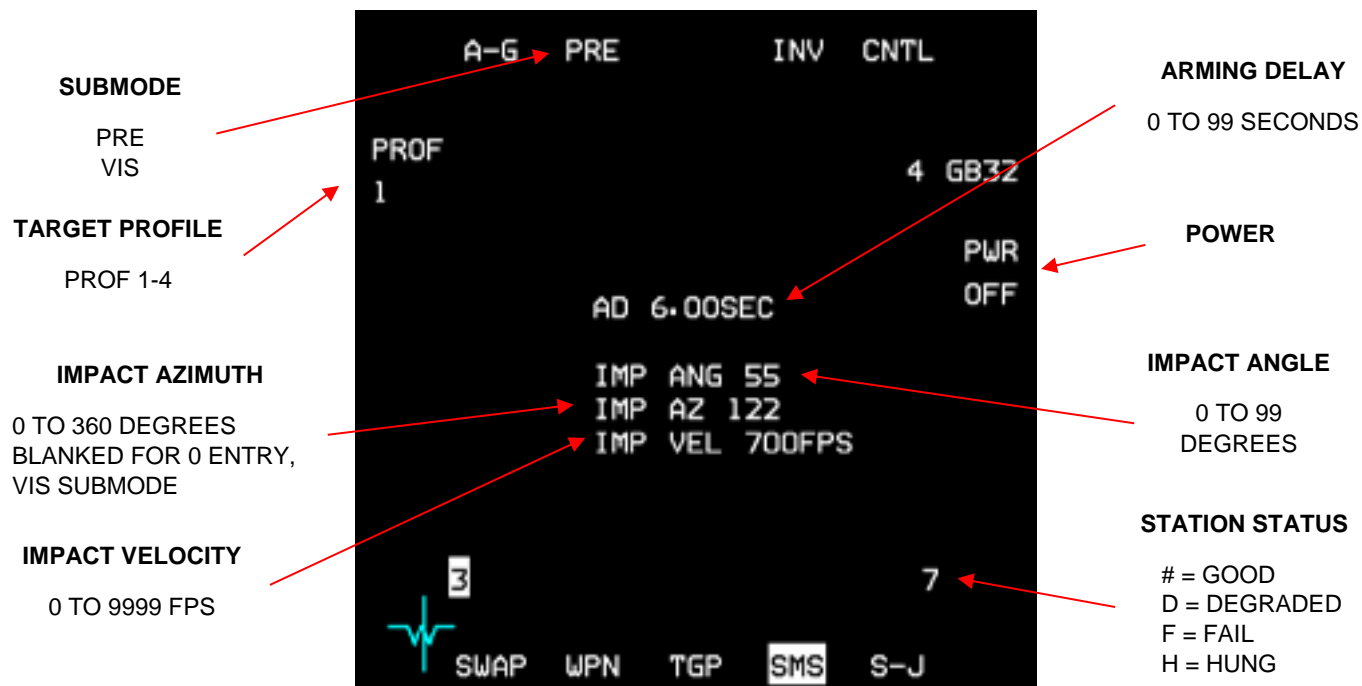 A-G PRE INV CNTL
SUBMODE
PRE
VIS
TARGET PROFILE
PROF 1-4
IMPACT AZIMUTH
0 TO 360 DEGREES
BLANKED FOR 0 ENTRY,
VIS SUBMODE
IMPACT VELOCITY
0 TO 9999 FPS
PROF
1
4 GB32
PWR
OFF
AD 6.00SEC
IMP ANG 55
IMP AZ 122
IMP VEL 700FPS
3
7
SWAP WPN TGP SMS S-J
ARMING DELAY
0 TO 99 SECONDS
POWER
IMPACT ANGLE
0 TO 99
DEGREES
STATION STATUS
# = GOOD
D = DEGRADED
F = FAIL
H = HUNG